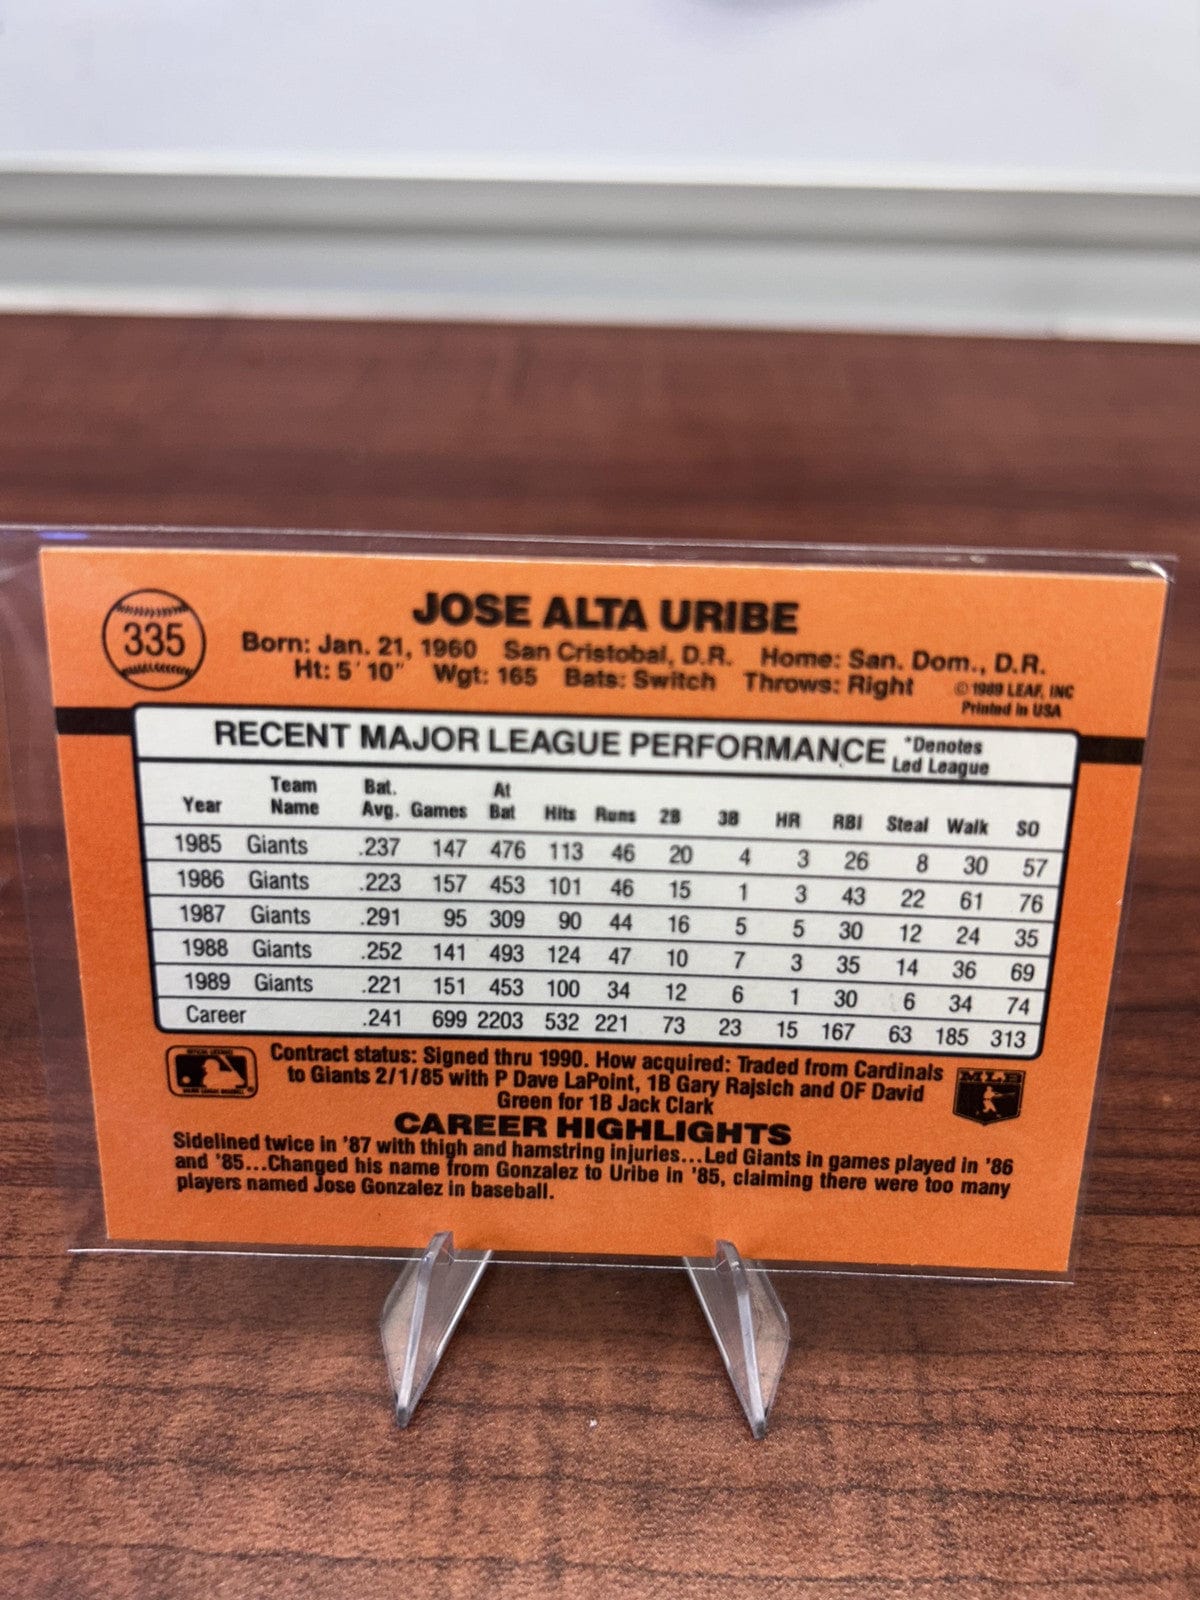 335
JOSE ALTA URIBE
Born: Jan. 21, 1960 San Cristobal, D.R. Home: San. Dom., D.R.
Ht: 5' 10" Wgt: 165 Bats: Switch Throws: Right
© 1989 LEAF, INC
Printed in USA
RECENT MAJOR LEAGUE PERFORMANCE *Denotes
Led League
Year Team Name Bat. Avg. Games At Bat Hits Runs 2B 3B HR RBI Steal Walk SO
1985 Giants .237 147 476 113 46 20 4 3 26 8 30 57
1986 Giants .223 157 453 101 46 15 1 3 43 22 61 76
1987 Giants .291 95 309 90 44 16 5 5 30 12 24 35
1988 Giants .252 141 493 124 47 10 7 3 35 14 36 69
1989 Giants .221 151 453 100 34 12 6 1 30 6 34 74
Career .241 699 2203 532 221 73 23 15 167 63 185 313
Contract status: Signed thru 1990. How acquired: Traded from Cardinals
to Giants 2/1/85 with P Dave LaPoint, 1B Gary Rajsich and OF David
Green for 1B Jack Clark
MLB
CAREER HIGHLIGHTS
Sidelined twice in '87 with thigh and hamstring injuries...Led Giants in games played in '86
and '85...Changed his name from Gonzalez to Uribe in '85, claiming there were too many
players named Jose Gonzalez in baseball.